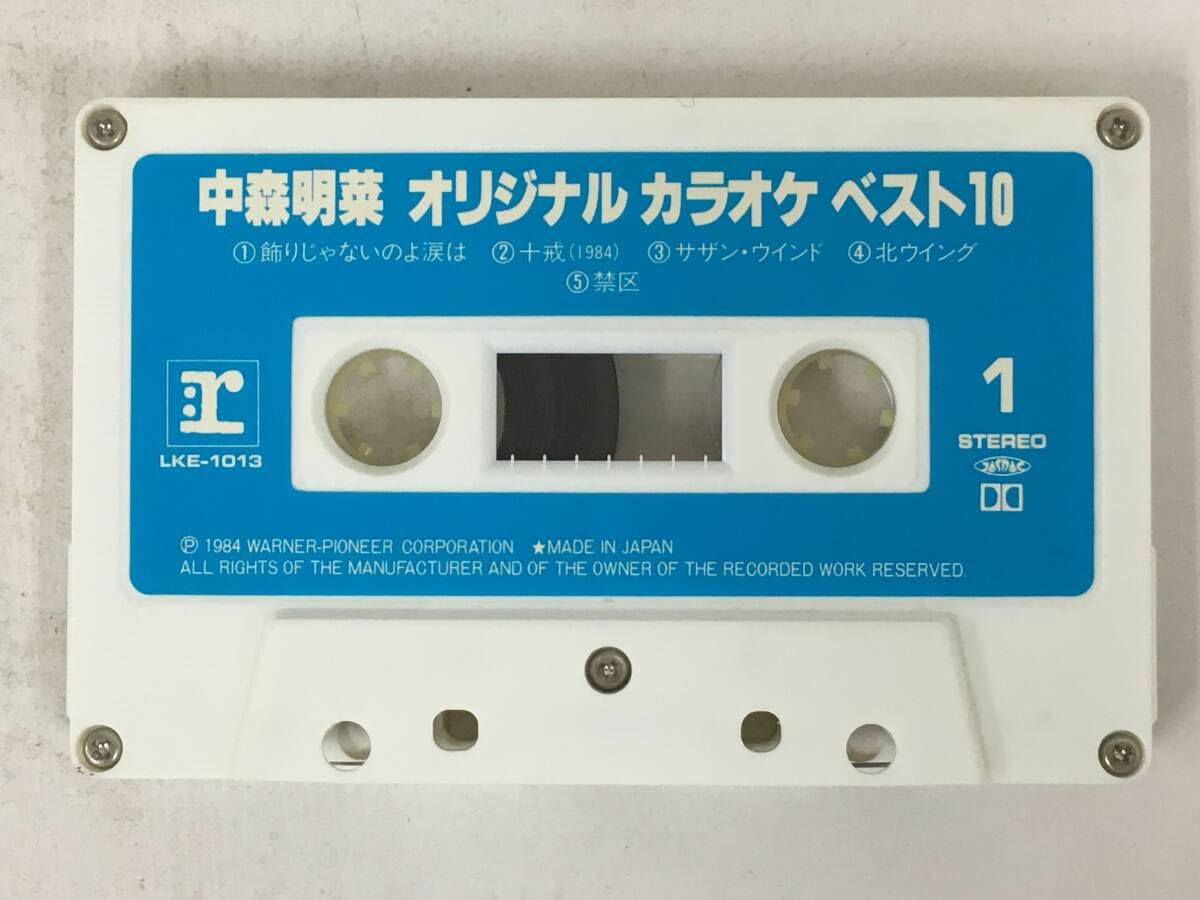 中森明菜 オリジナル カラオケ ベスト10
①飾りじゃないのよ涙は ②十戒(1984) ③サザン・ウインド ④北ウイング
⑤禁区
r
LKE-1013
1
STEREO
JASRAC
Ⓟ 1984 WARNER-PIONEER CORPORATION ★MADE IN JAPAN
ALL RIGHTS OF THE MANUFACTURER AND OF THE OWNER OF THE RECORDED WORK RESERVED.